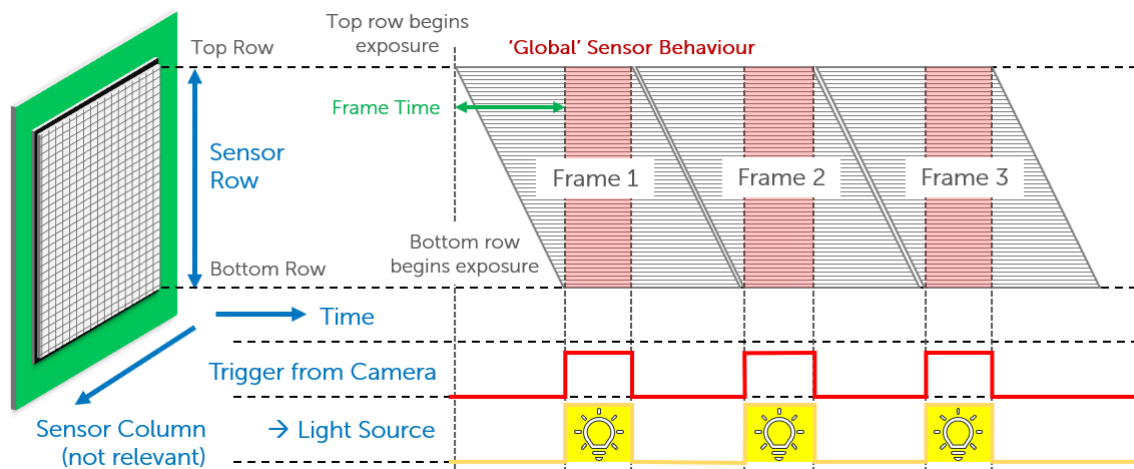 Top row begins
exposure
'Global' Sensor Behaviour
Top Row
Frame Time
Sensor
Row
Frame 1
Frame 2
Frame 3
Bottom row
begins exposure
Bottom Row
Time
Trigger from Camera
Sensor Column
(not relevant)
→ Light Source